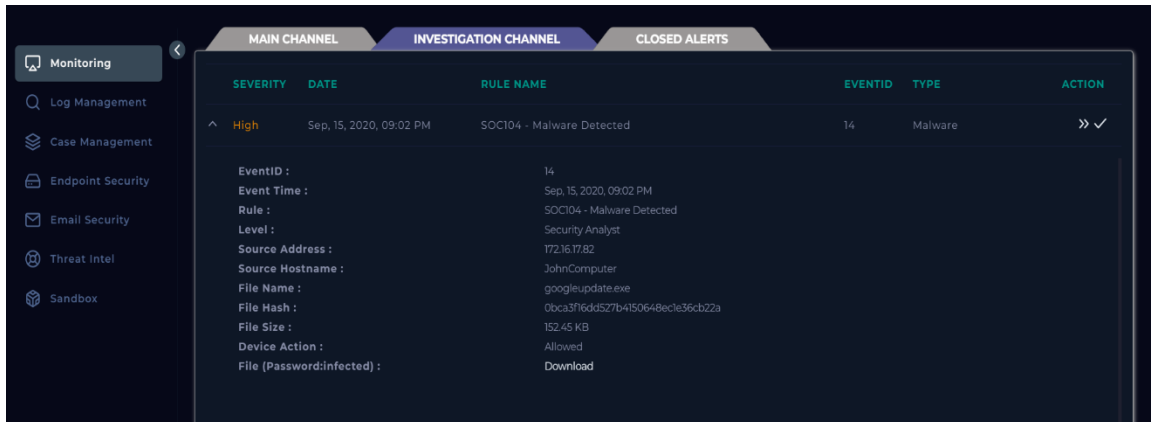 MAIN CHANNEL INVESTIGATION CHANNEL CLOSED ALERTS
Monitoring
Log Management
Case Management
Endpoint Security
Email Security
Threat Intel
Sandbox
SEVERITY DATE RULE NAME EVENTID TYPE ACTION
High Sep, 15, 2020, 09:02 PM SOC104 - Malware Detected 14 Malware
EventID : 14
Event Time : Sep, 15, 2020, 09:02 PM
Rule : SOC104 - Malware Detected
Level : Security Analyst
Source Address : 172.16.17.82
Source Hostname : JohnComputer
File Name : googleupdate.exe
File Hash : 0bca3f16dd527b4150648ec1e36cb22a
File Size : 152.45 KB
Device Action : Allowed
File (Password:infected) : Download